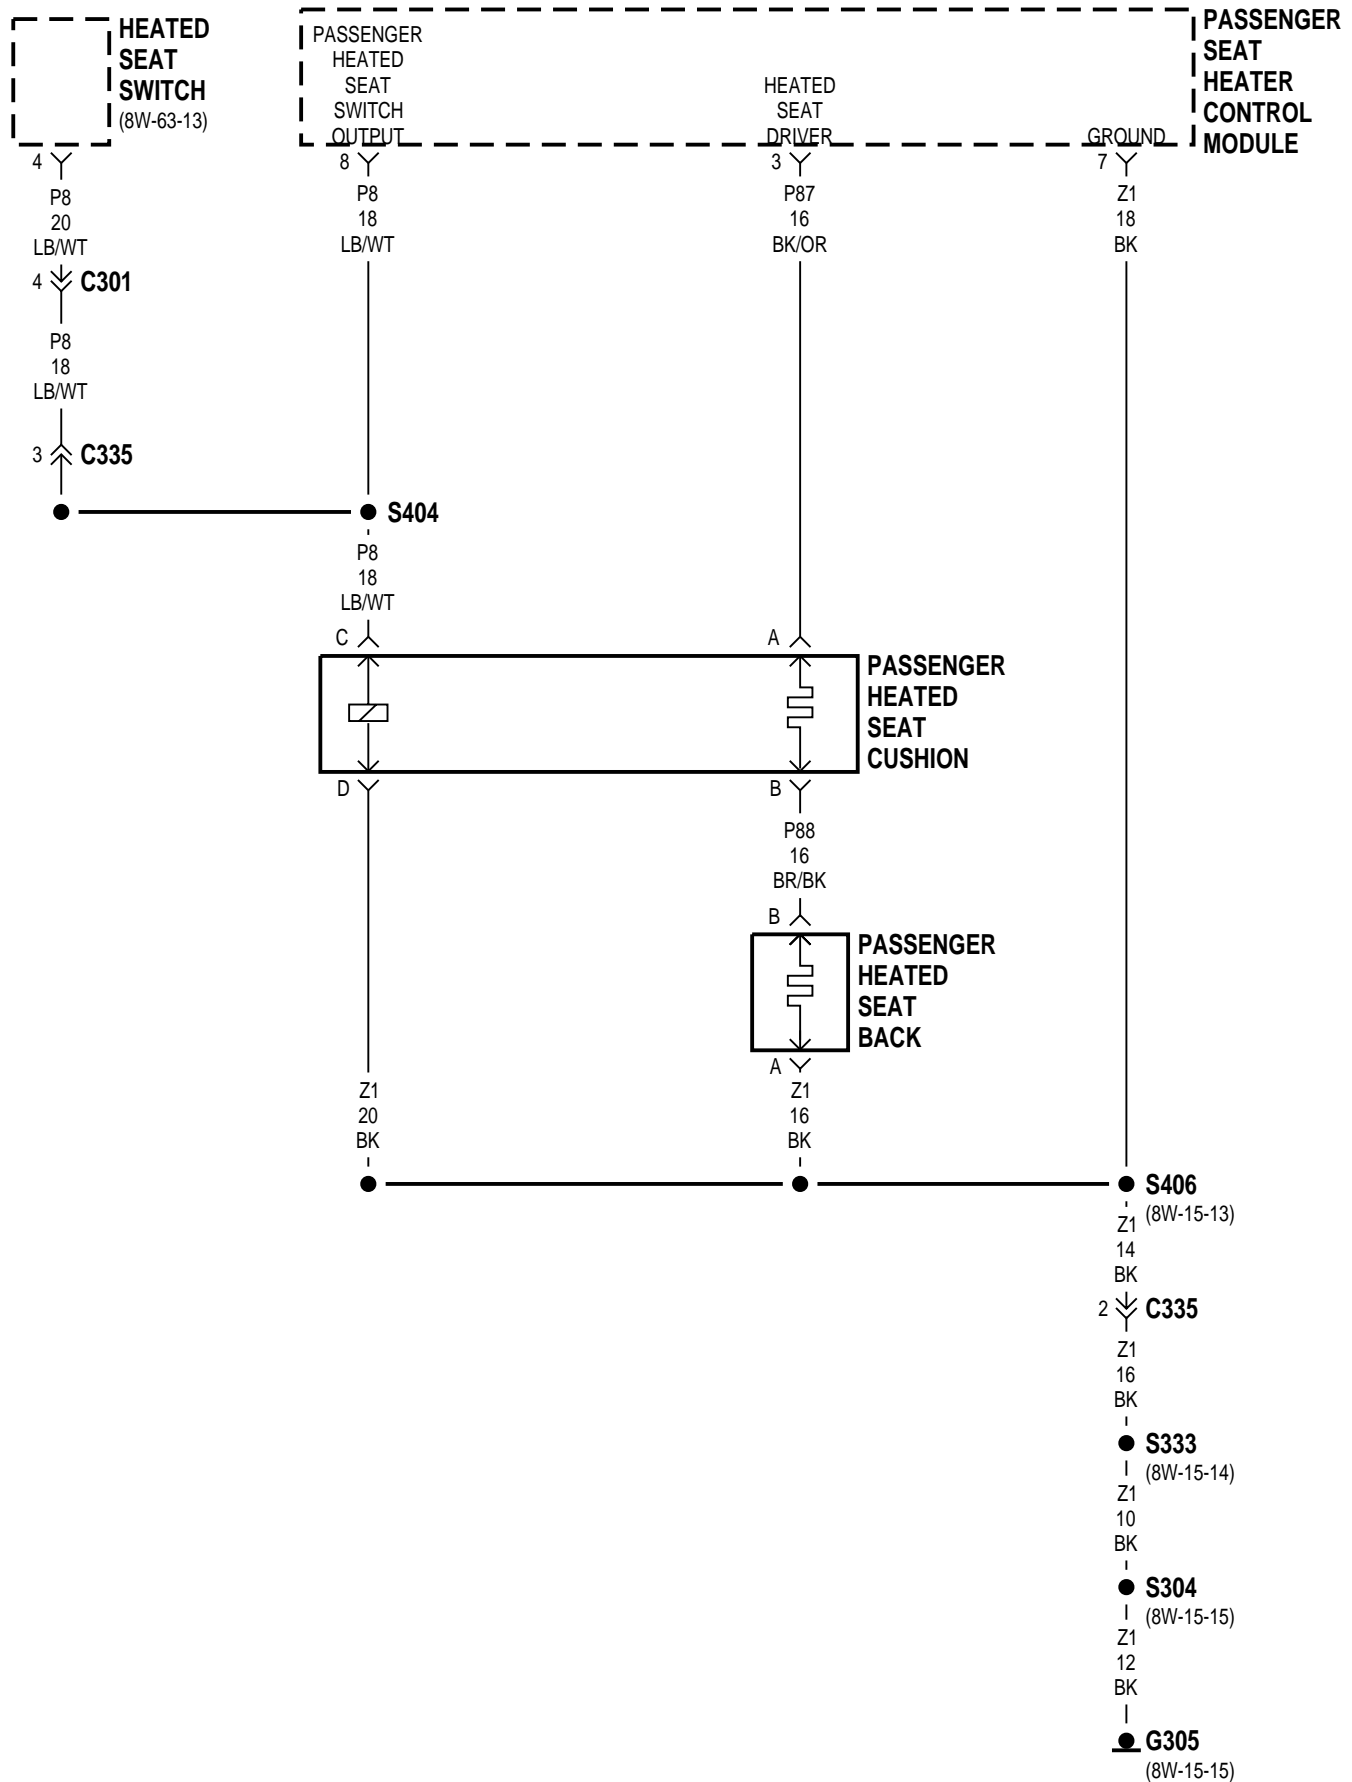 HEATED
SEAT
SWITCH
(8W-63-13)
PASSENGER
HEATED
SEAT
SWITCH
OUTPUT
HEATED
SEAT
DRIVER
GROUND
PASSENGER
SEAT
HEATER
CONTROL
MODULE
4
8
3
7
P8
20
LB/WT
P8
18
LB/WT
P87
16
BK/OR
Z1
18
BK
4 C301
P8
18
LB/WT
3 C335
S404
P8
18
LB/WT
C
A
PASSENGER
HEATED
SEAT
CUSHION
D
B
P88
16
BR/BK
B
PASSENGER
HEATED
SEAT
BACK
A
Z1
20
BK
Z1
16
BK
S406
(8W-15-13)
Z1
14
BK
2 C335
Z1
16
BK
S333
(8W-15-14)
Z1
10
BK
S304
(8W-15-15)
Z1
12
BK
G305
(8W-15-15)